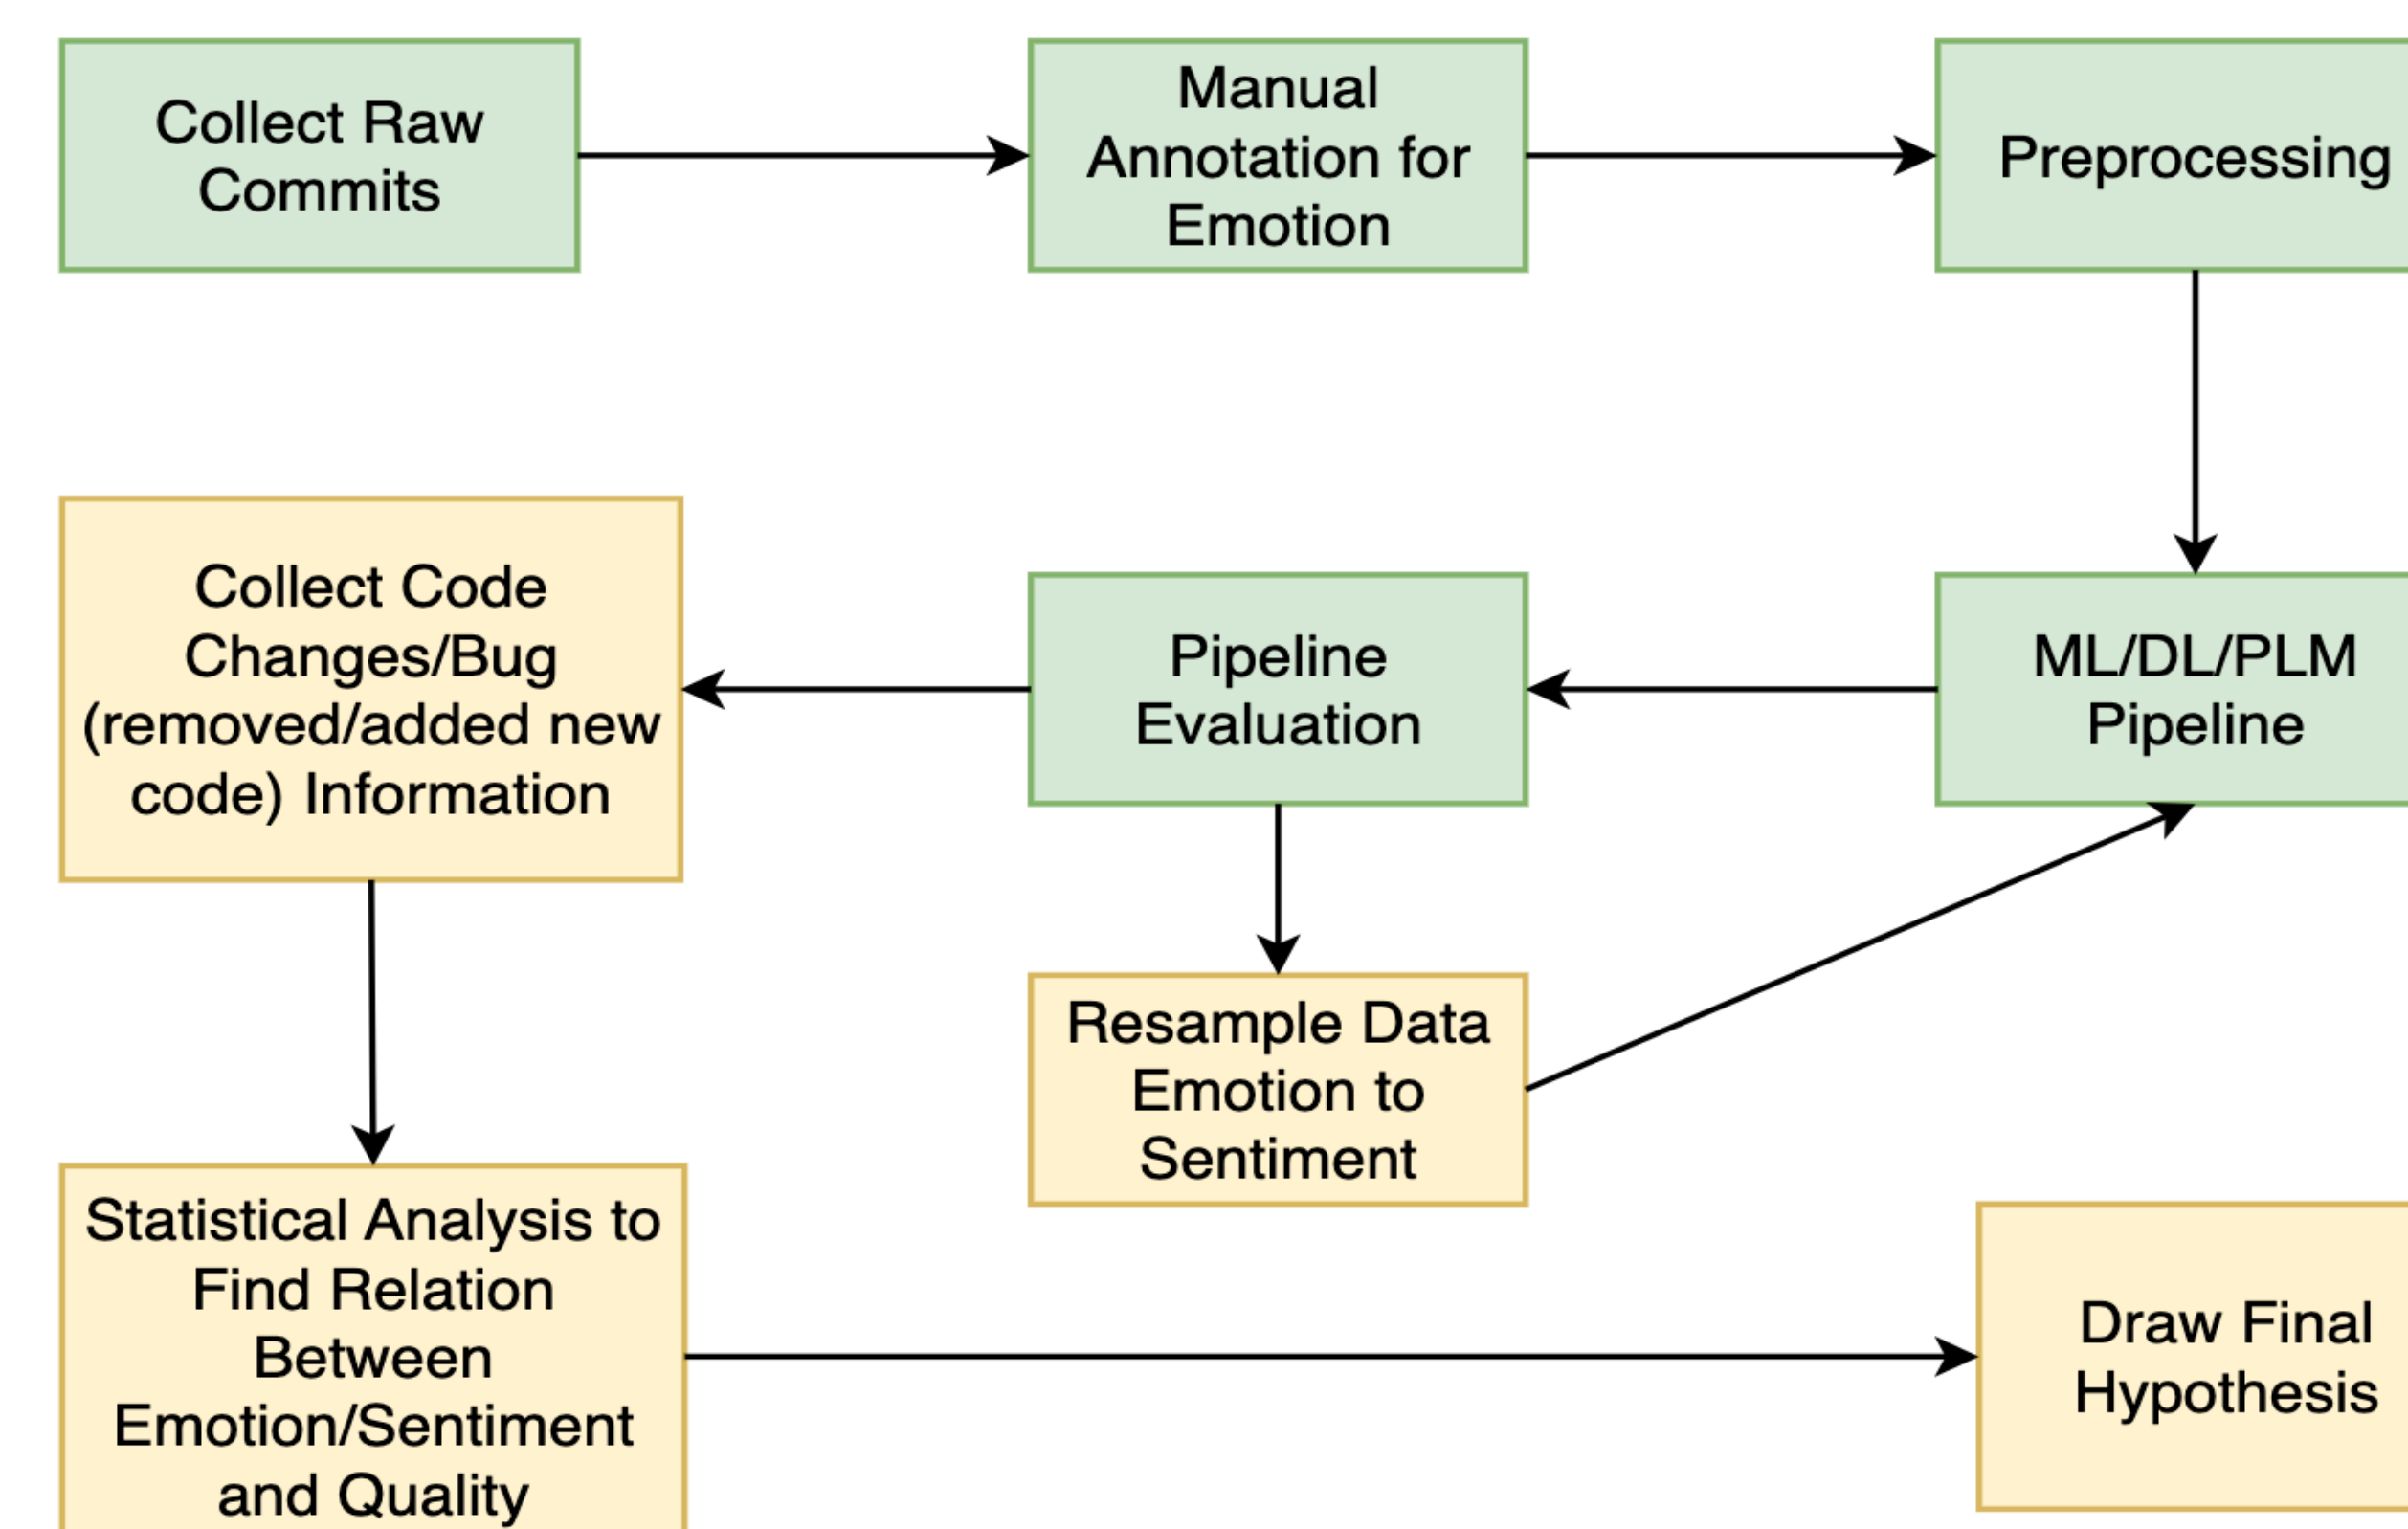 Collect Raw
Commits
Manual
Annotation for
Emotion
Preprocessing
Collect Code
Changes/Bug
(removed/added new
code) Information
Pipeline
Evaluation
ML/DL/PLM
Pipeline
Resample Data
Emotion to
Sentiment
Statistical Analysis to
Find Relation
Between
Emotion/Sentiment
and Quality
Draw Final
Hypothesis